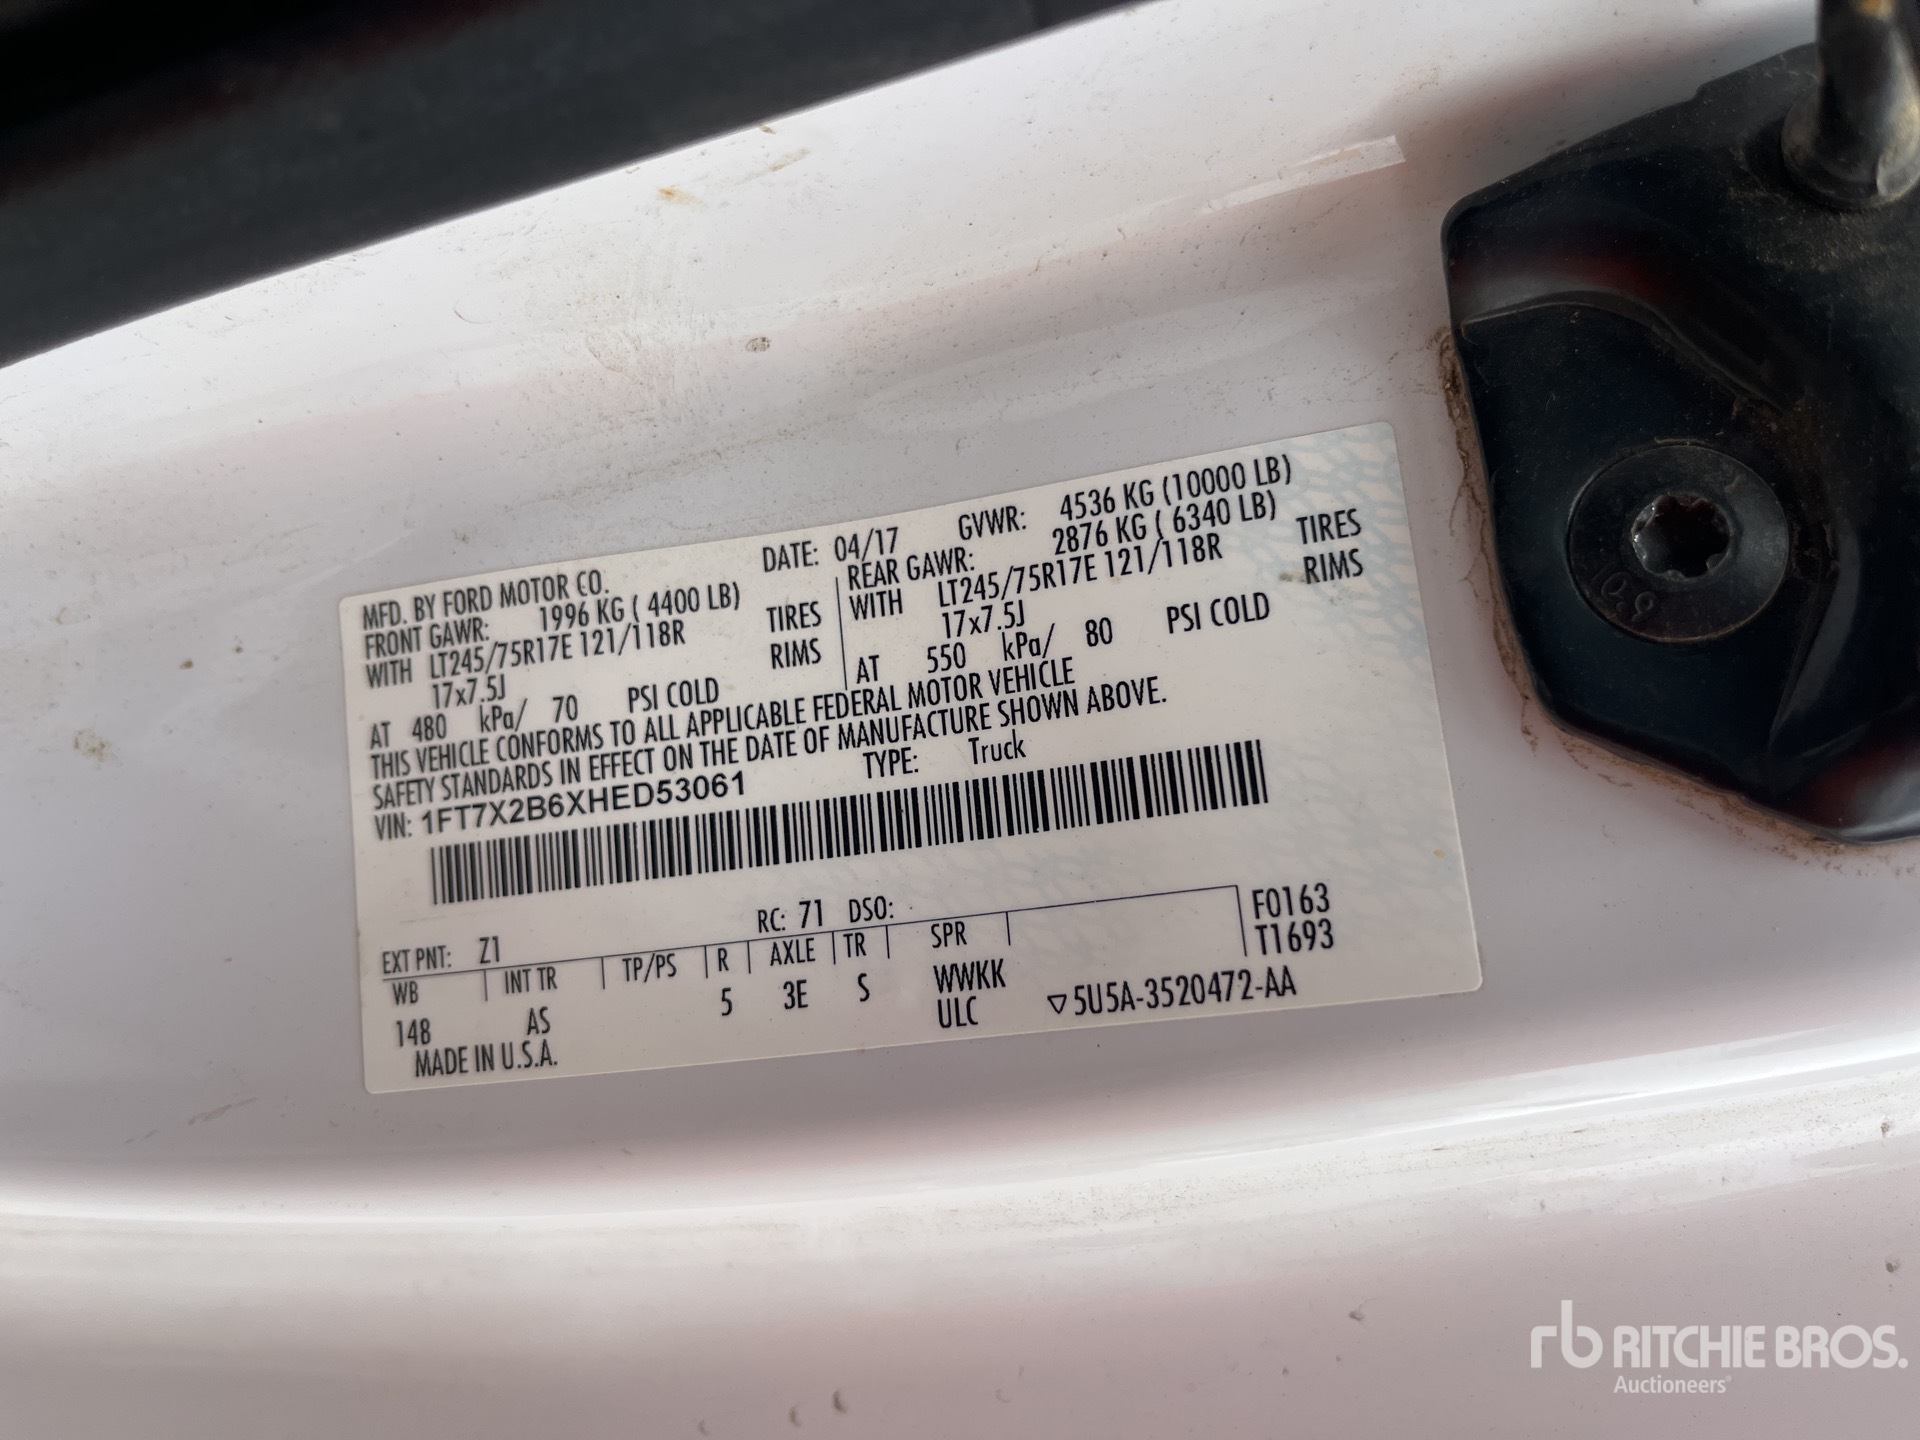 MFD. BY FORD MOTOR CO.
DATE: 04/17 GVWR: 4536 KG (10000 LB)
FRONT GAWR: 1996 KG ( 4400 LB)
REAR GAWR: 2876 KG ( 6340 LB)
WITH LT245/75R17E 121/118R TIRES
WITH LT245/75R17E 121/118R TIRES
17x7.5J RIMS
17x7.5J RIMS
AT 480 kPa/ 70 PSI COLD
AT 550 kPa/ 80 PSI COLD
THIS VEHICLE CONFORMS TO ALL APPLICABLE FEDERAL MOTOR VEHICLE
SAFETY STANDARDS IN EFFECT ON THE DATE OF MANUFACTURE SHOWN ABOVE.
VIN: 1FT7X2B6XHED53061 TYPE: Truck
EXT PNT: Z1 RC: 71 DSO: F0163
WB INT TR TP/PS R AXLE TR SPR T1693
148 AS 5 3E S WWKK
ULC ▽5U5A-3520472-AA
MADE IN U.S.A.
10.9
rb RITCHIE BROS.
Auctioneers